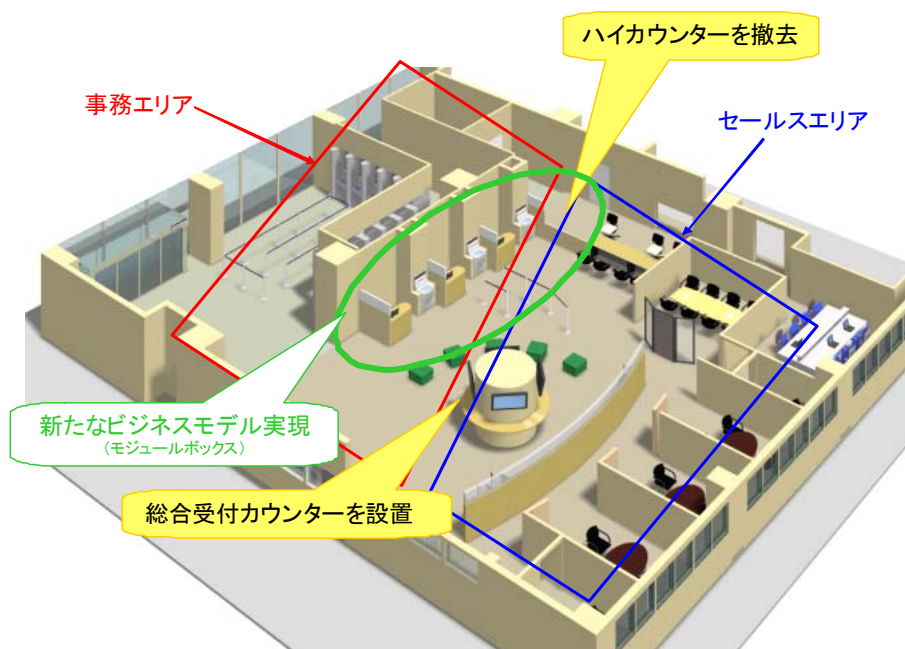 ハイカウンターを撤去
事務エリア
セールスエリア
新たなビジネスモデル実現
（モジュールボックス）
総合受付カウンターを設置